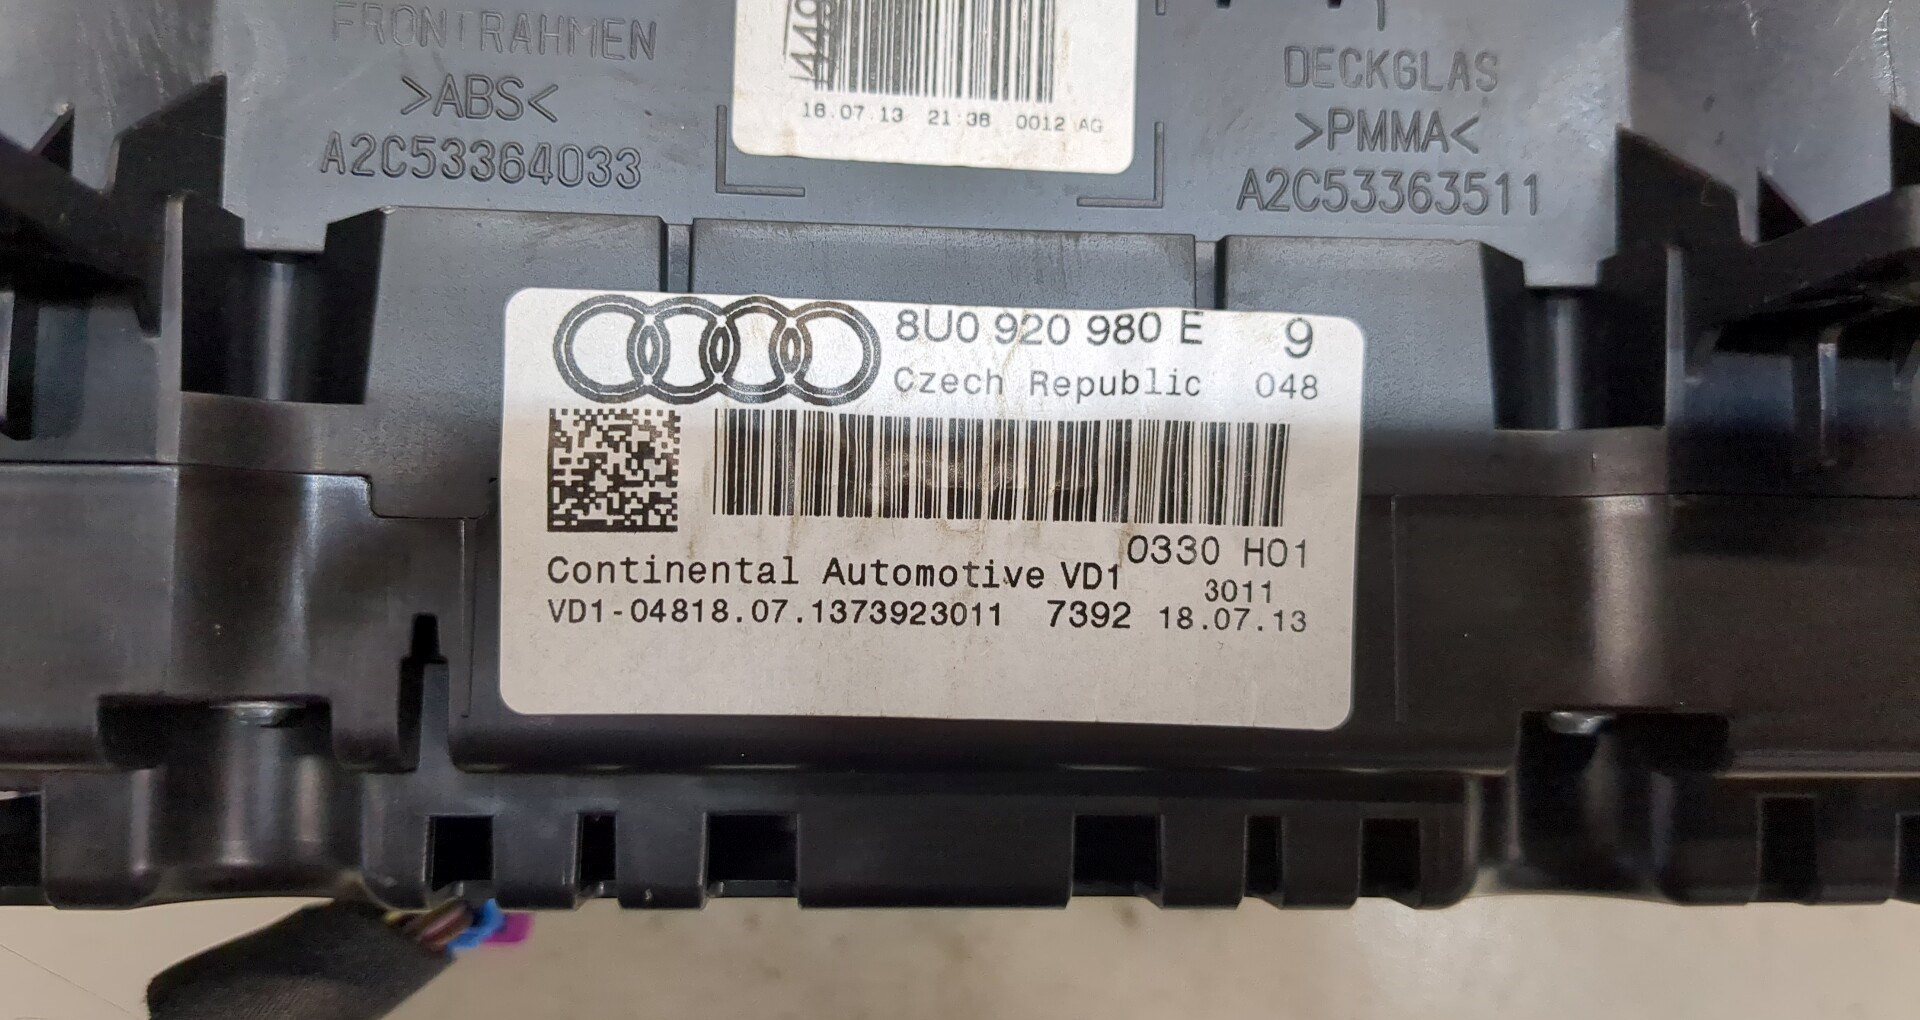 FRONTRAHMEN
>ABS<
A2C53364033
16.07.13 21:38 0012 AG
DECKGLAS
>PMMA<
A2C53363511
8U0 920 980 E 9
Czech Republic 048
0330 H01
Continental Automotive VD1
3011
VD1-04818.07.1373923011 7392 18.07.13